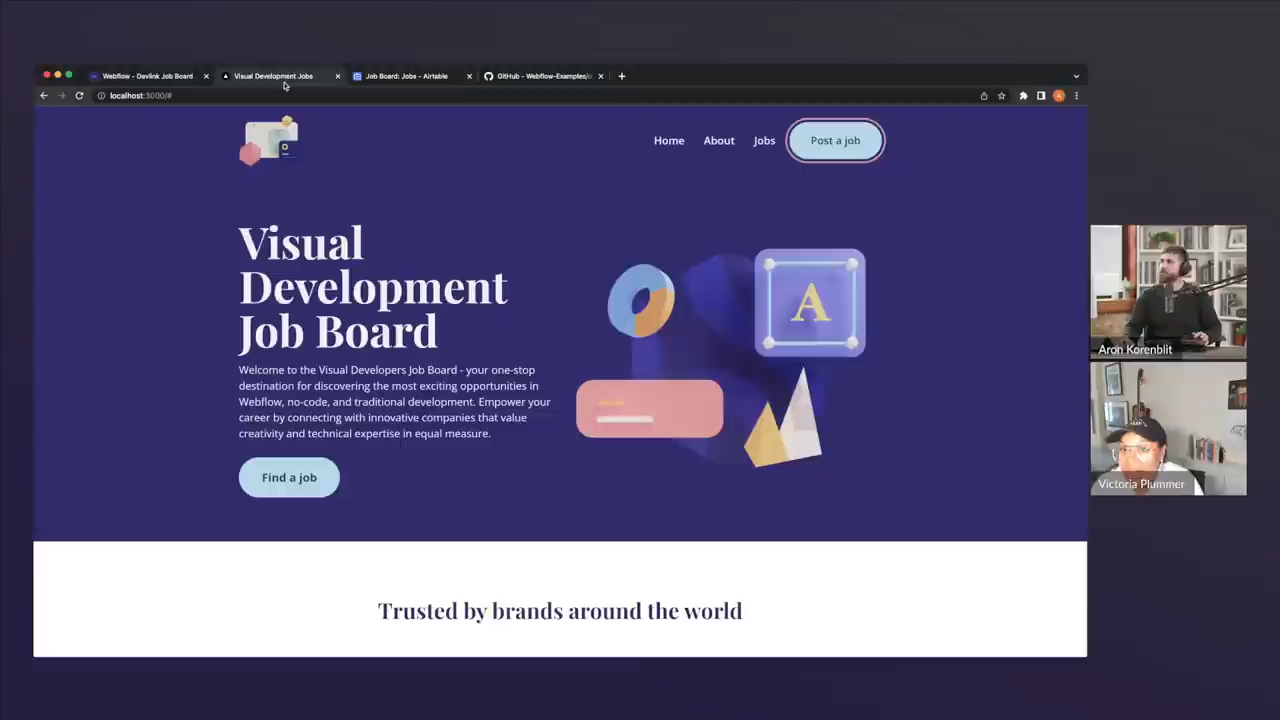 Webflow - Devlink Job Board
Visual Development Jobs
Job Board: Jobs - Airtable
GitHub - Webflow-Examples/
localhost:3000/#
Home
About
Jobs
Post a job
Visual
Development
Job Board
Welcome to the Visual Developers Job Board - your one-stop
destination for discovering the most exciting opportunities in
Webflow, no-code, and traditional development. Empower your
career by connecting with innovative companies that value
creativity and technical expertise in equal measure.
Find a job
A
Trusted by brands around the world
Aron Korenblit
Victoria Plummer